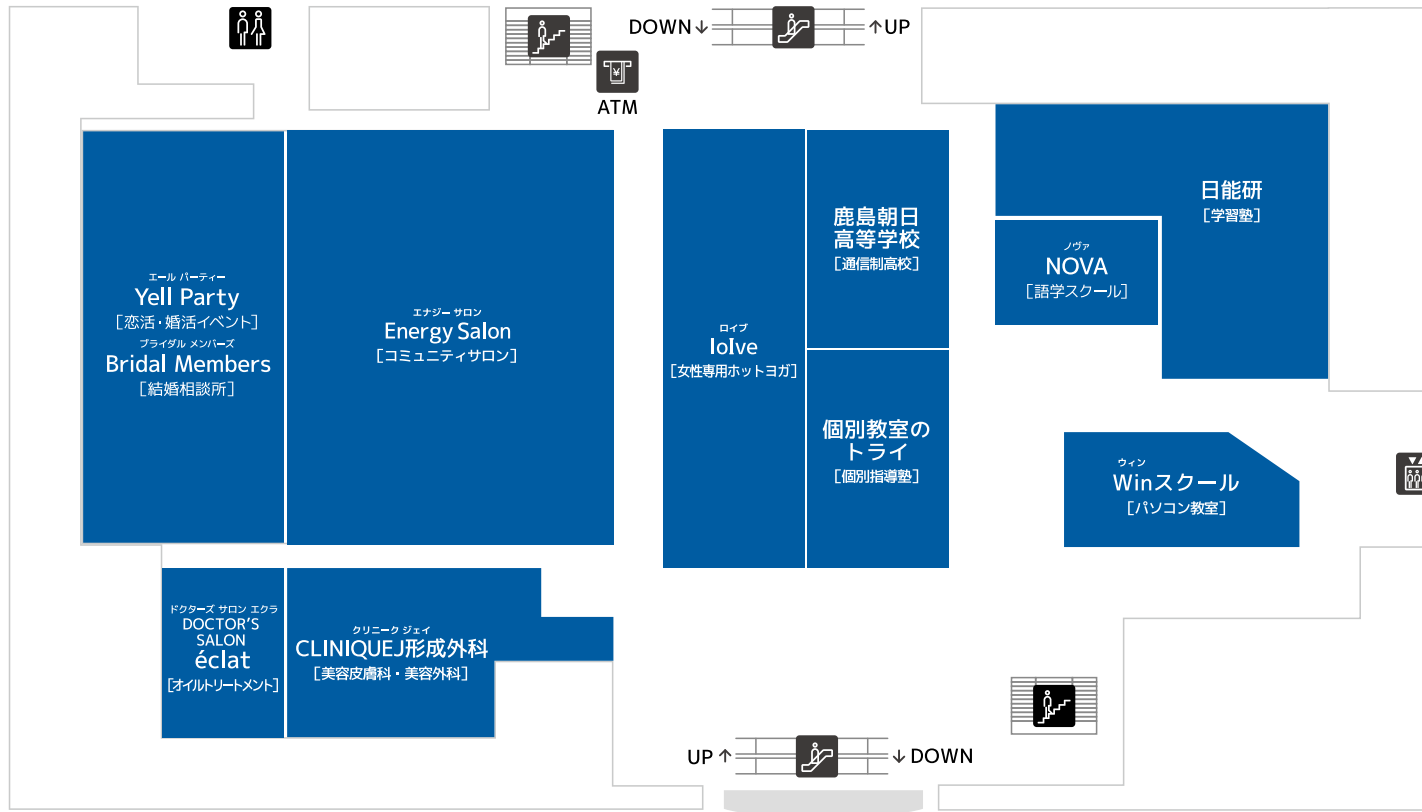 DOWN↓
↑UP
¥
ATM
エール パーティー
Yell Party
[恋活・婚活イベント]
ブライダル メンバーズ
Bridal Members
[結婚相談所]
エナジー サロン
Energy Salon
[コミュニティサロン]
ロイブ
loIve
[女性専用ホットヨガ]
鹿島朝日
高等学校
[通信制高校]
個別教室の
トライ
[個別指導塾]
日能研
[学習塾]
ノヴァ
NOVA
[語学スクール]
ウィン
Winスクール
[パソコン教室]
ドクターズ サロン エクラ
DOCTOR'S
SALON
éclat
[オイルトリートメント]
クリニーク ジェイ
CLINIQUEJ形成外科
[美容皮膚科・美容外科]
UP↑
↓DOWN